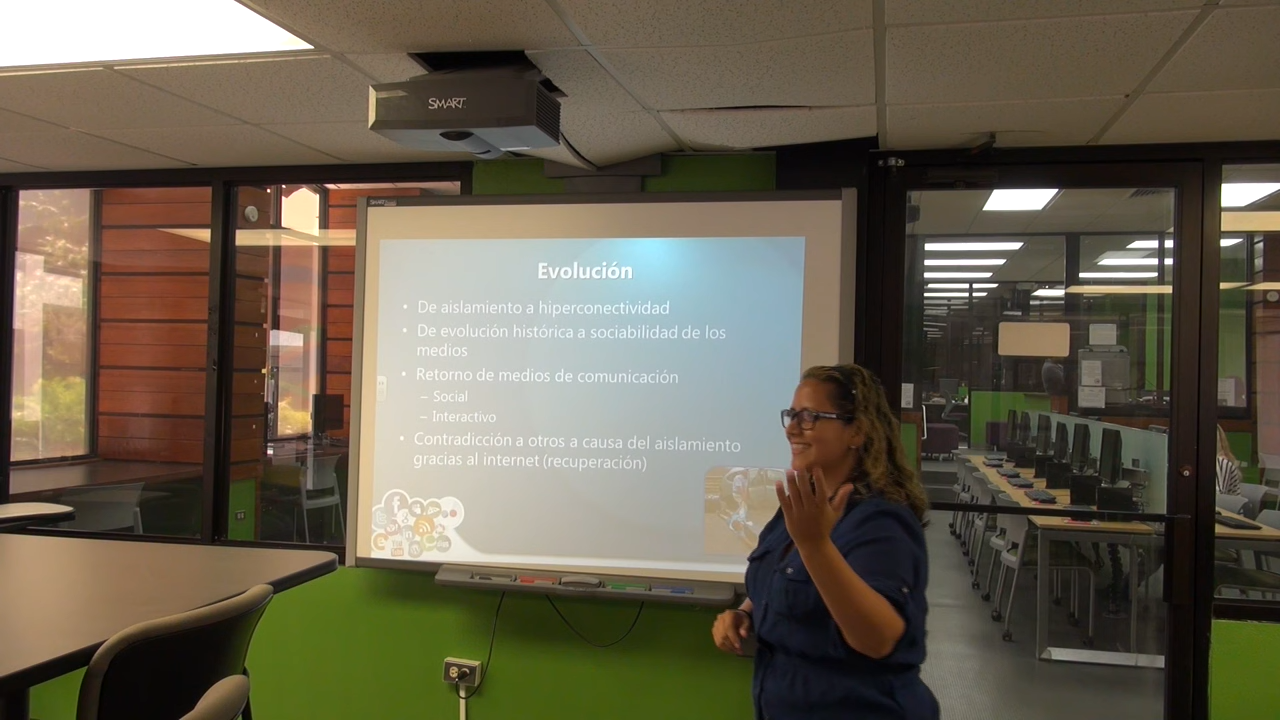 SMART
SMART
Evolución
• De aislamiento a hiperconectividad
• De evolución histórica a sociabilidad de los
medios
• Retorno de medios de comunicación
– Social
– Interactivo
• Contradicción a otros a causa del aislamiento
gracias al internet (recuperación)